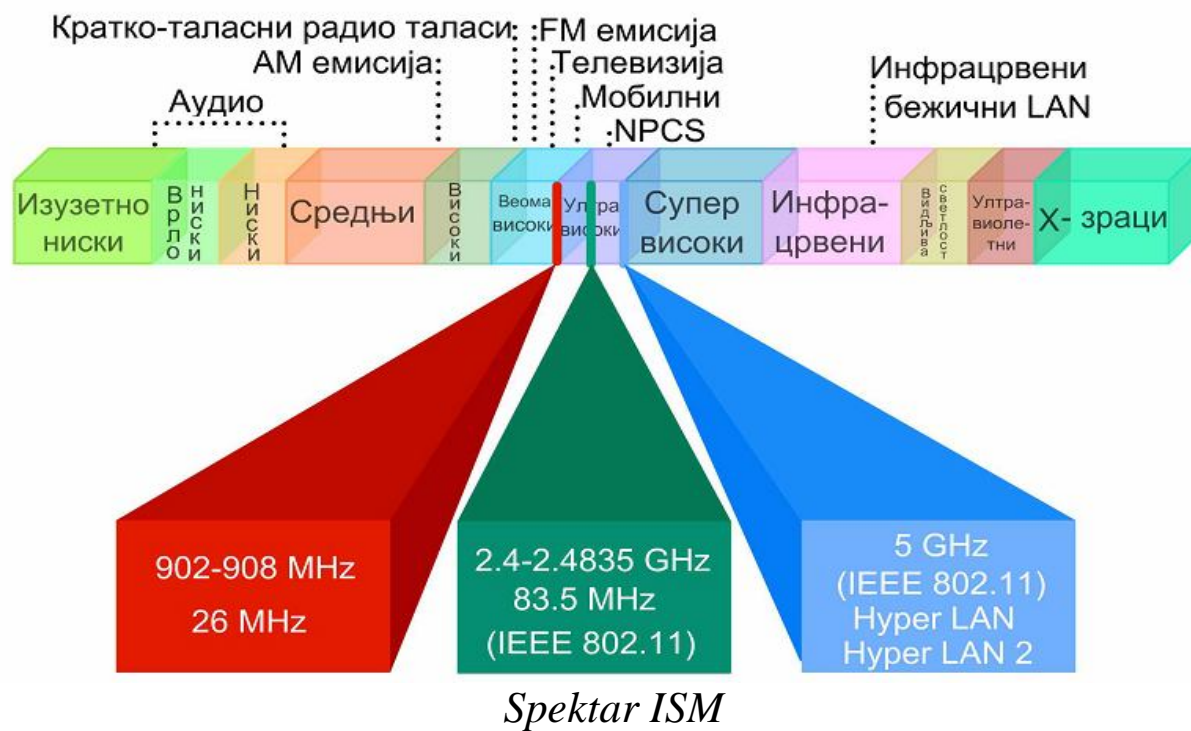 Кратко-таласни радио таласи
FM емисија
АМ емисија
Телевизија
Аудио
Мобилни
NPCS
Инфрацрвени
бежични LAN
Изузетно
ниски
Врло
ниски
Ниски
Средњи
Високи
Веома
високи
Ултра
високи
Супер
високи
Инфра-
црвени
Видљива
светлост
Ултра-
виоле-
тни
X- зраци
902-908 MHz
26 MHz
2.4-2.4835 GHz
83.5 MHz
(IEEE 802.11)
5 GHz
(IEEE 802.11)
Hyper LAN
Hyper LAN 2
Spektar ISM